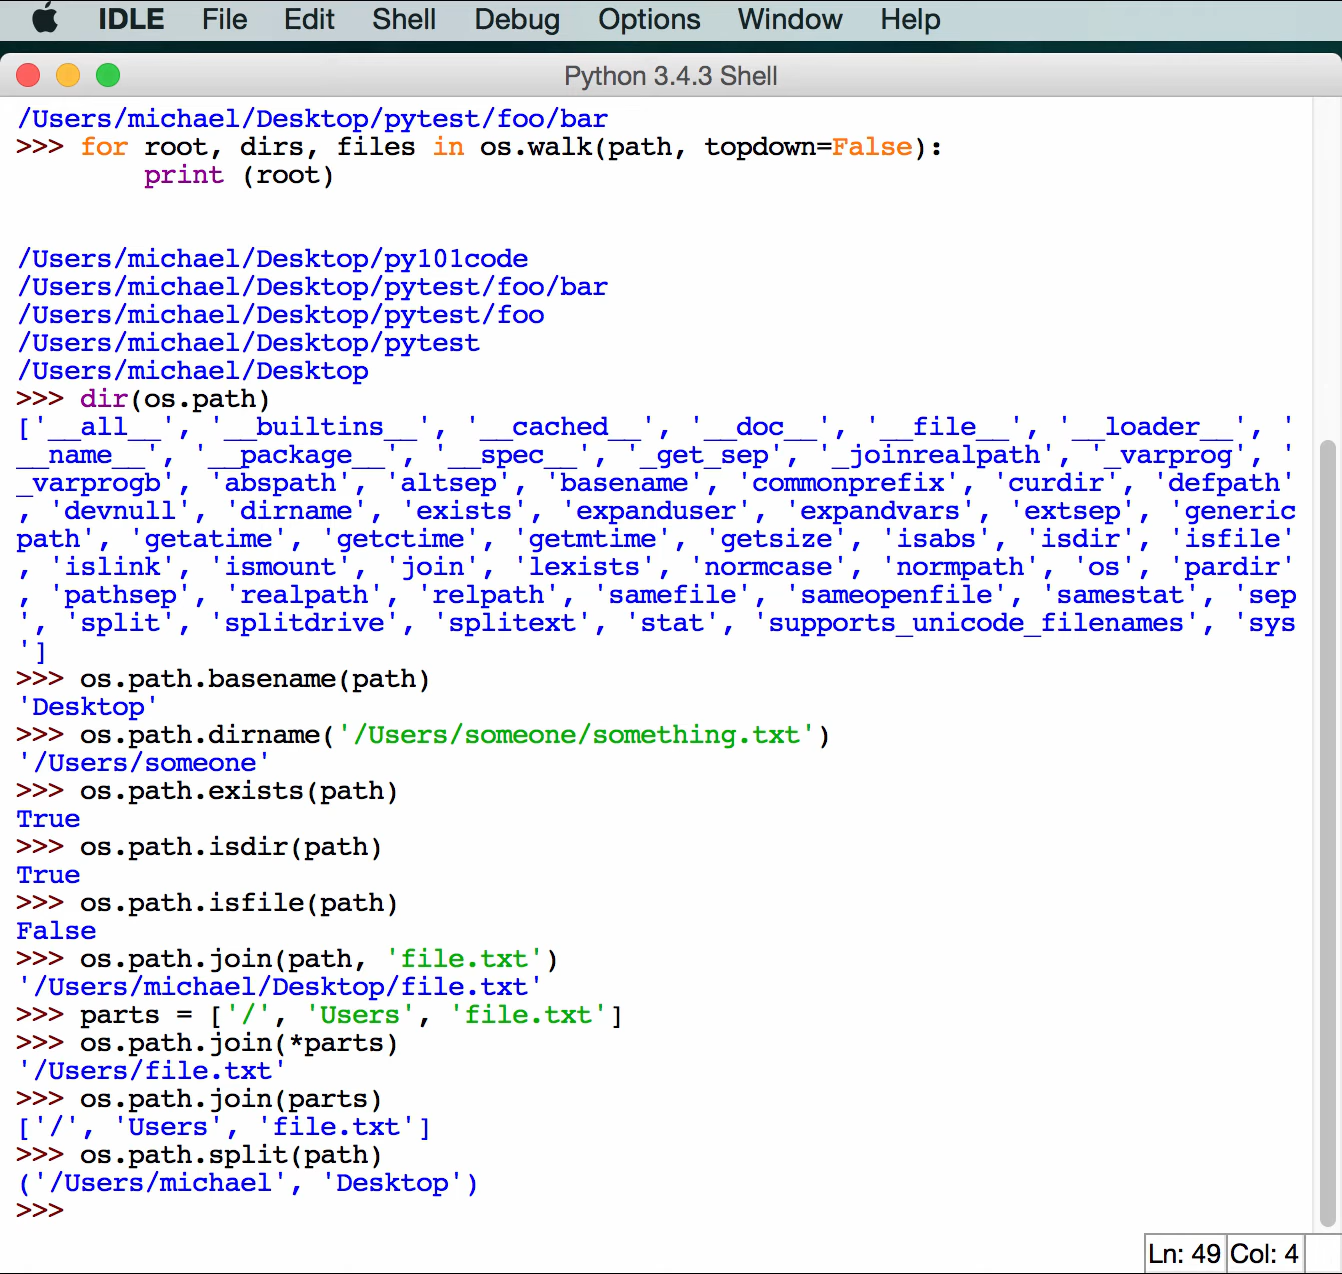 IDLE File Edit Shell Debug Options Window Help
Python 3.4.3 Shell
/Users/michael/Desktop/pytest/foo/bar
>>> for root, dirs, files in os.walk(path, topdown=False):
        print (root)
/Users/michael/Desktop/py101code
/Users/michael/Desktop/pytest/foo/bar
/Users/michael/Desktop/pytest/foo
/Users/michael/Desktop/pytest
/Users/michael/Desktop
>>> dir(os.path)
['__all__', '__builtins__', '__cached__', '__doc__', '__file__', '__loader__', '
__name__', '__package__', '__spec__', '_get_sep', '_joinrealpath', '_varprog', '
_varprogb', 'abspath', 'altsep', 'basename', 'commonprefix', 'curdir', 'defpath'
, 'devnull', 'dirname', 'exists', 'expanduser', 'expandvars', 'extsep', 'generic
path', 'getatime', 'getctime', 'getmtime', 'getsize', 'isabs', 'isdir', 'isfile'
, 'islink', 'ismount', 'join', 'lexists', 'normcase', 'normpath', 'os', 'pardir'
, 'pathsep', 'realpath', 'relpath', 'samefile', 'sameopenfile', 'samestat', 'sep
', 'split', 'splitdrive', 'splitext', 'stat', 'supports_unicode_filenames', 'sys
']
>>> os.path.basename(path)
'Desktop'
>>> os.path.dirname('/Users/someone/something.txt')
'/Users/someone'
>>> os.path.exists(path)
True
>>> os.path.isdir(path)
True
>>> os.path.isfile(path)
False
>>> os.path.join(path, 'file.txt')
'/Users/michael/Desktop/file.txt'
>>> parts = ['/', 'Users', 'file.txt']
>>> os.path.join(*parts)
'/Users/file.txt'
>>> os.path.join(parts)
['/', 'Users', 'file.txt']
>>> os.path.split(path)
('/Users/michael', 'Desktop')
>>>
Ln: 49 Col: 4